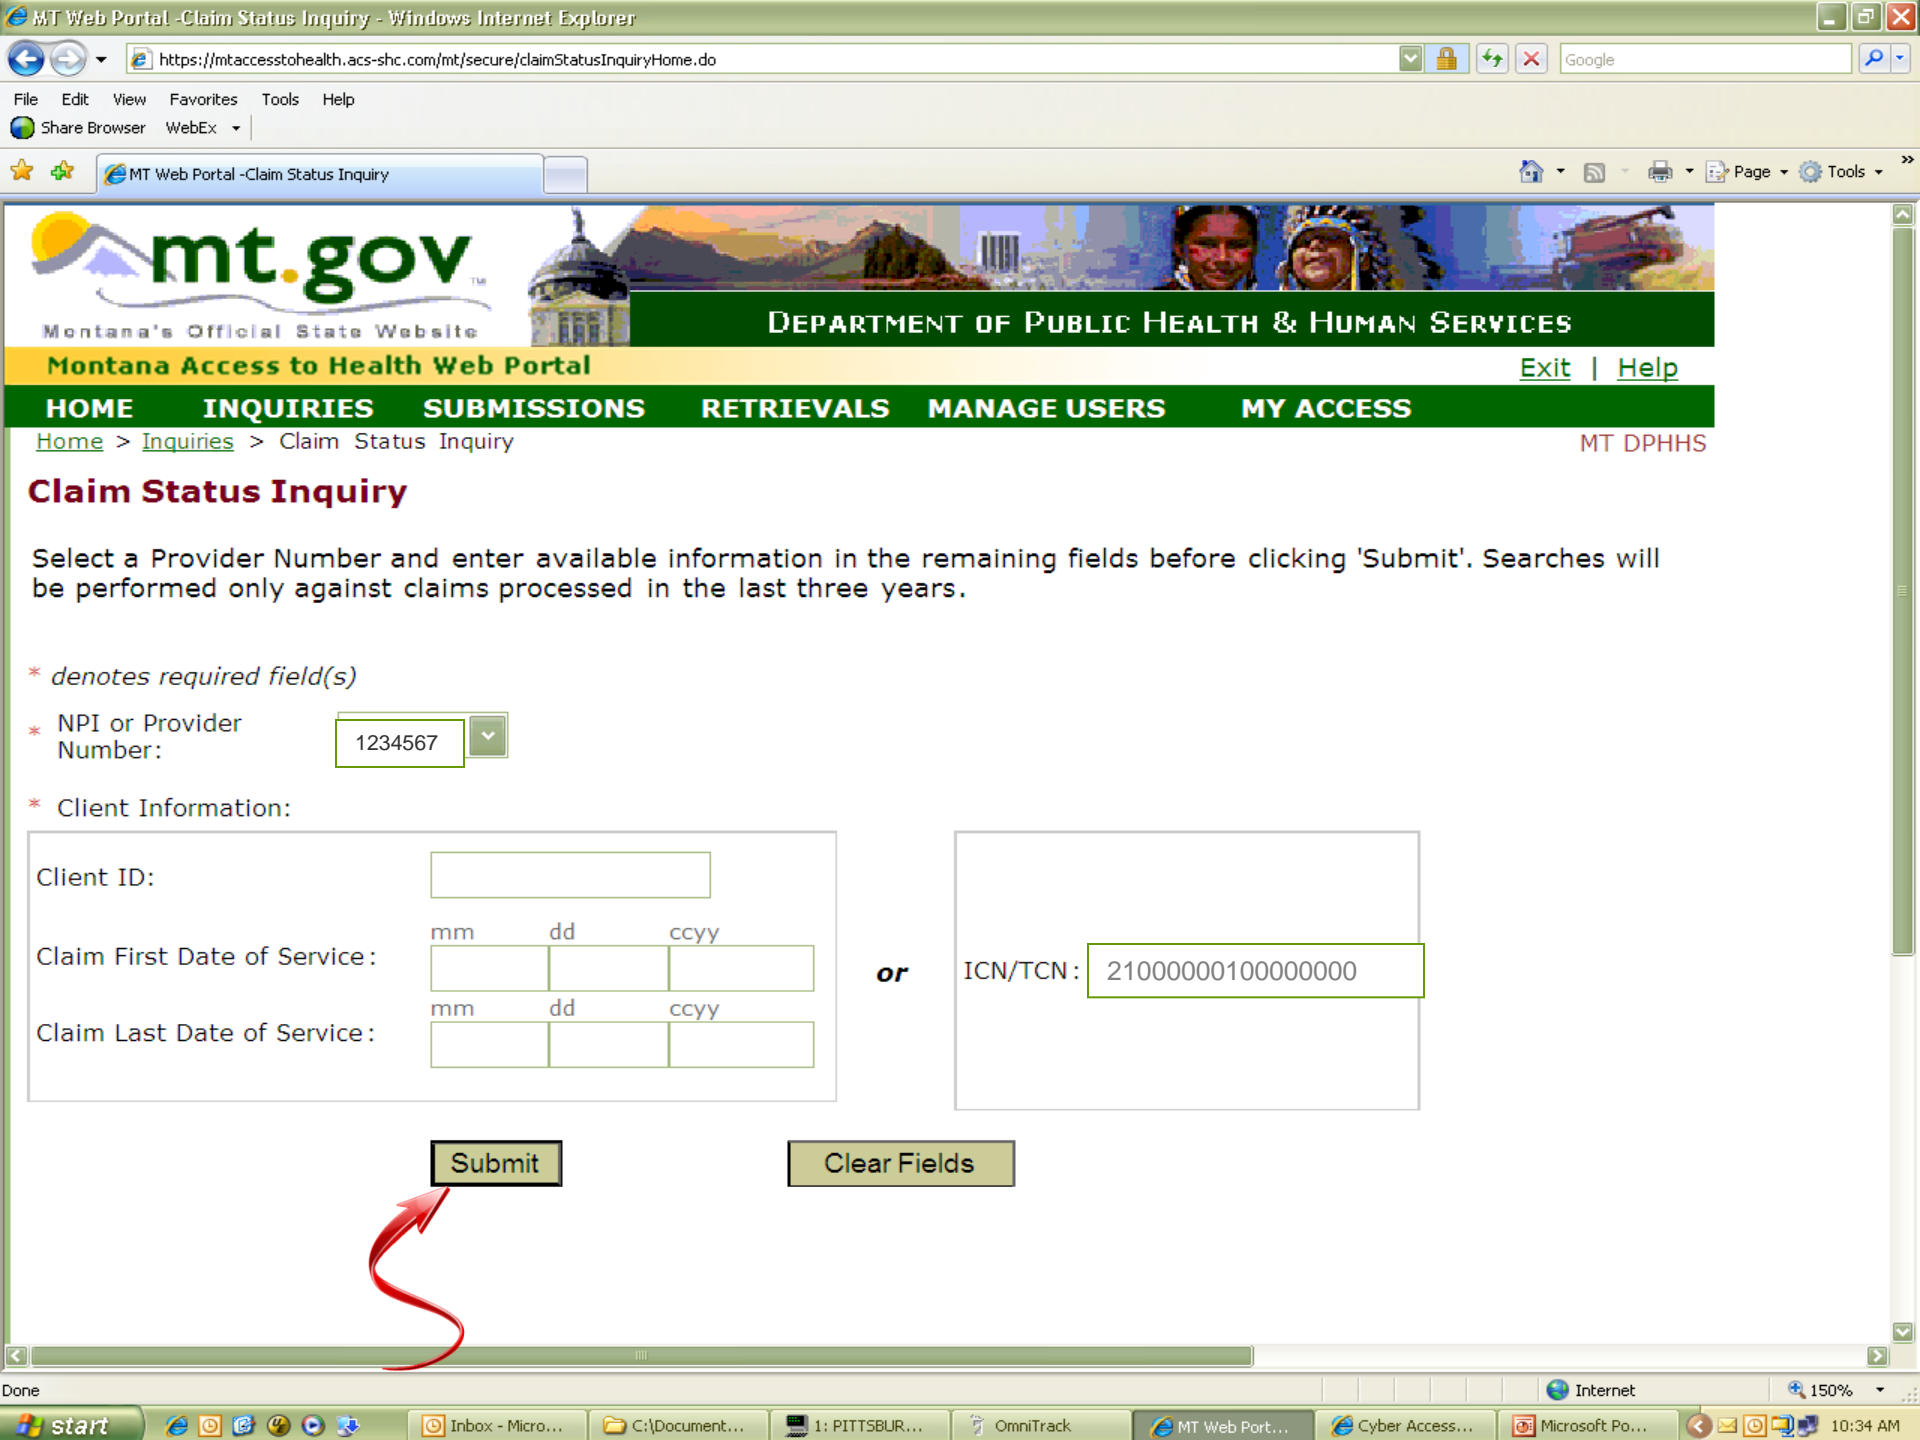 MT Web Portal -Claim Status Inquiry - Windows Internet Explorer
https://mtaccesstohealth.acs-shc.com/mt/secure/claimStatusInquiryHome.do
Google
File Edit View Favorites Tools Help
Share Browser WebEx
MT Web Portal -Claim Status Inquiry
Page Tools »
mt.gov TM
Montana's Official State Website
DEPARTMENT OF PUBLIC HEALTH & HUMAN SERVICES
Montana Access to Health Web Portal
Exit | Help
HOME INQUIRIES SUBMISSIONS RETRIEVALS MANAGE USERS MY ACCESS
Home > Inquiries > Claim Status Inquiry
MT DPHHS
Claim Status Inquiry
Select a Provider Number and enter available information in the remaining fields before clicking 'Submit'. Searches will
be performed only against claims processed in the last three years.
* denotes required field(s)
* NPI or Provider
Number:
1234567
* Client Information:
Client ID:
mm dd ccyy
Claim First Date of Service:
mm dd ccyy
Claim Last Date of Service:
or
ICN/TCN: 21000000100000000
Submit
Clear Fields
Done
Internet
150%
start
Inbox - Micro...
C:\Document...
1: PITTSBUR...
OmniTrack
MT Web Port...
Cyber Access...
Microsoft Po...
10:34 AM